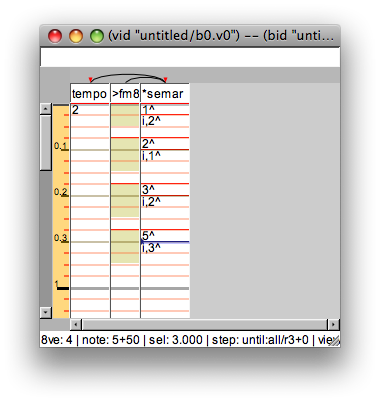 (vid "untitled/b0.v0") -- (bid "unti...
tempo >fm8 *semar
2 1^
i,2^
0.1 2^
i,1^
0.2 3^
i,2^
0.3 5^
i,3^
1
8ve: 4 | note: 5+50 | sel: 3.000 | step: until:all/r3+0 | vie